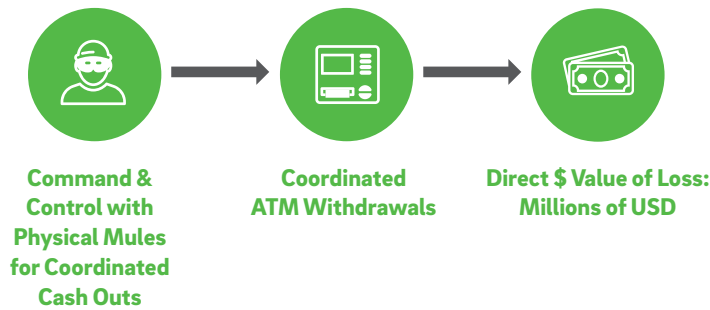 Command &
Control with
Physical Mules
for Coordinated
Cash Outs
Coordinated
ATM Withdrawals
Direct $ Value of Loss:
Millions of USD